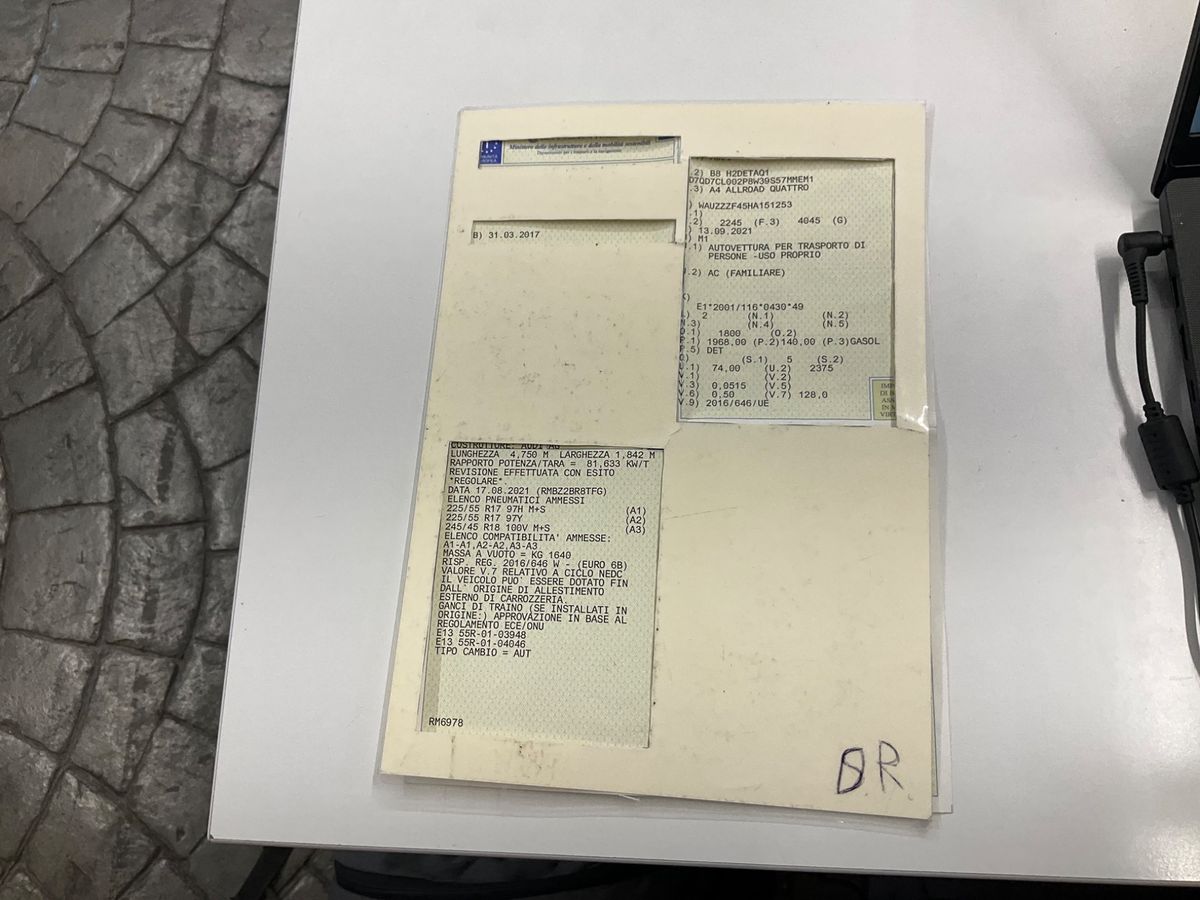 Ministero delle infrastrutture e della mobilità sostenibili
B) 31.03.2017
.2) B8 H2DETAQ1
D7QD7CL002P8W39S57MMEM1
.3) A4 ALLROAD QUATTRO
) WAUZZZF45HA151253
.1)
.2) 2245 (F.3) 4045 (G)
) 13.09.2021
) M1
.1) AUTOVETTURA PER TRASPORTO DI
PERSONE -USO PROPRIO
.2) AC (FAMILIARE)
K)
E1*2001/116*0430*49
L) 2 (N.1) (N.2)
N.3) (N.4) (N.5)
O.1) 1800 (O.2)
P.1) 1968,00 (P.2)140,00 (P.3)GASOL
P.5) DET
Q) (S.1) 5 (S.2)
U.1) 74,00 (U.2) 2375
V.1) (V.2)
V.3) 0,0515 (V.5)
V.6) 0,50 (V.7) 128,0
V.9) 2016/646/UE
COSTRUTTORE: AUDI AG
LUNGHEZZA 4,750 M LARGHEZZA 1,842 M
RAPPORTO POTENZA/TARA = 81,633 KW/T
REVISIONE EFFETTUATA CON ESITO
*REGOLARE*
DATA 17.08.2021 (RMBZ2BR8TFG)
ELENCO PNEUMATICI AMMESSI
225/55 R17 97H M+S (A1)
225/55 R17 97Y (A2)
245/45 R18 100V M+S (A3)
ELENCO COMPATIBILITA' AMMESSE:
A1-A1,A2-A2,A3-A3
MASSA A VUOTO = KG 1640
RISP. REG. 2016/646 W - (EURO 6B)
VALORE V.7 RELATIVO A CICLO NEDC
IL VEICOLO PUO' ESSERE DOTATO FIN
DALL' ORIGINE DI ALLESTIMENTO
ESTERNO DI CARROZZERIA.
GANCI DI TRAINO (SE INSTALLATI IN
ORIGINE:) APPROVAZIONE IN BASE AL
REGOLAMENTO ECE/ONU
E13 55R-01-03948
E13 55R-01-04046
TIPO CAMBIO = AUT
RM6978